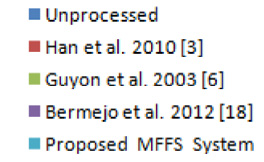 Unprocessed
Han et al. 2010 [3]
Guyon et al. 2003 [6]
Bermejo et al. 2012 [18]
Proposed MFFS System